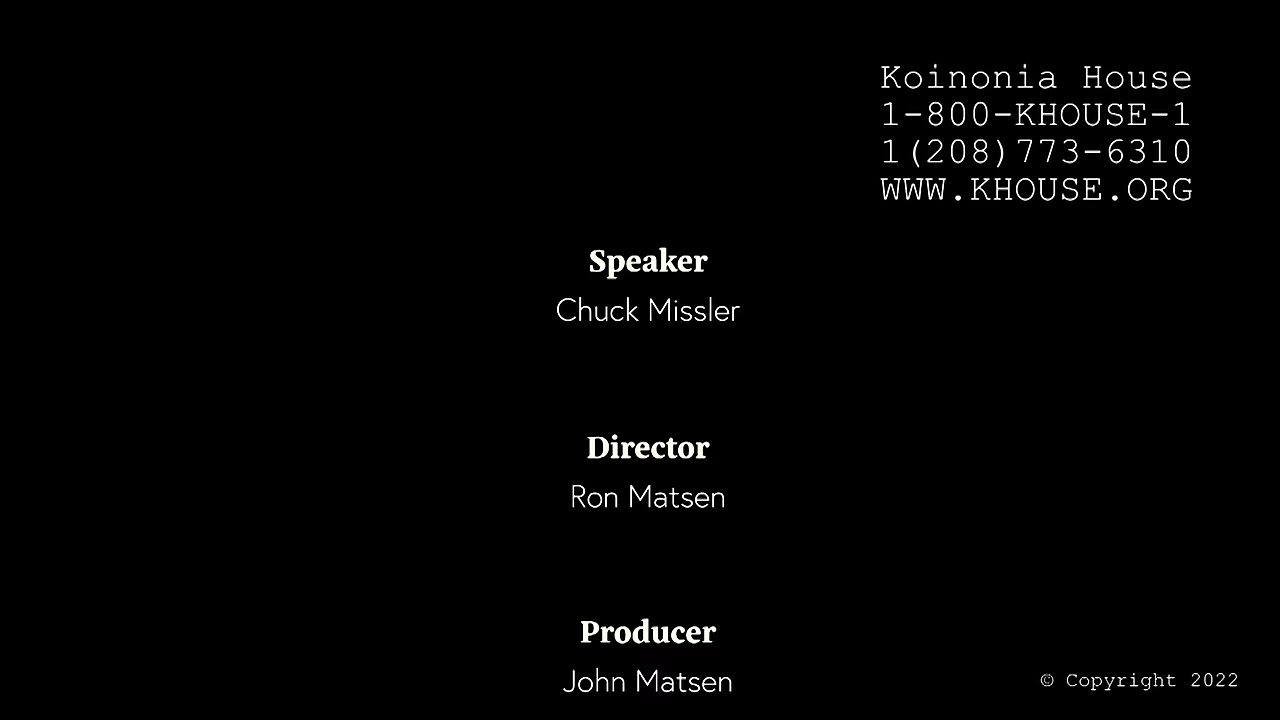 Koinonia House
1-800-KHOUSE-1
1(208)773-6310
WWW.KHOUSE.ORG
Speaker
Chuck Missler
Director
Ron Matsen
Producer
John Matsen
© Copyright 2022